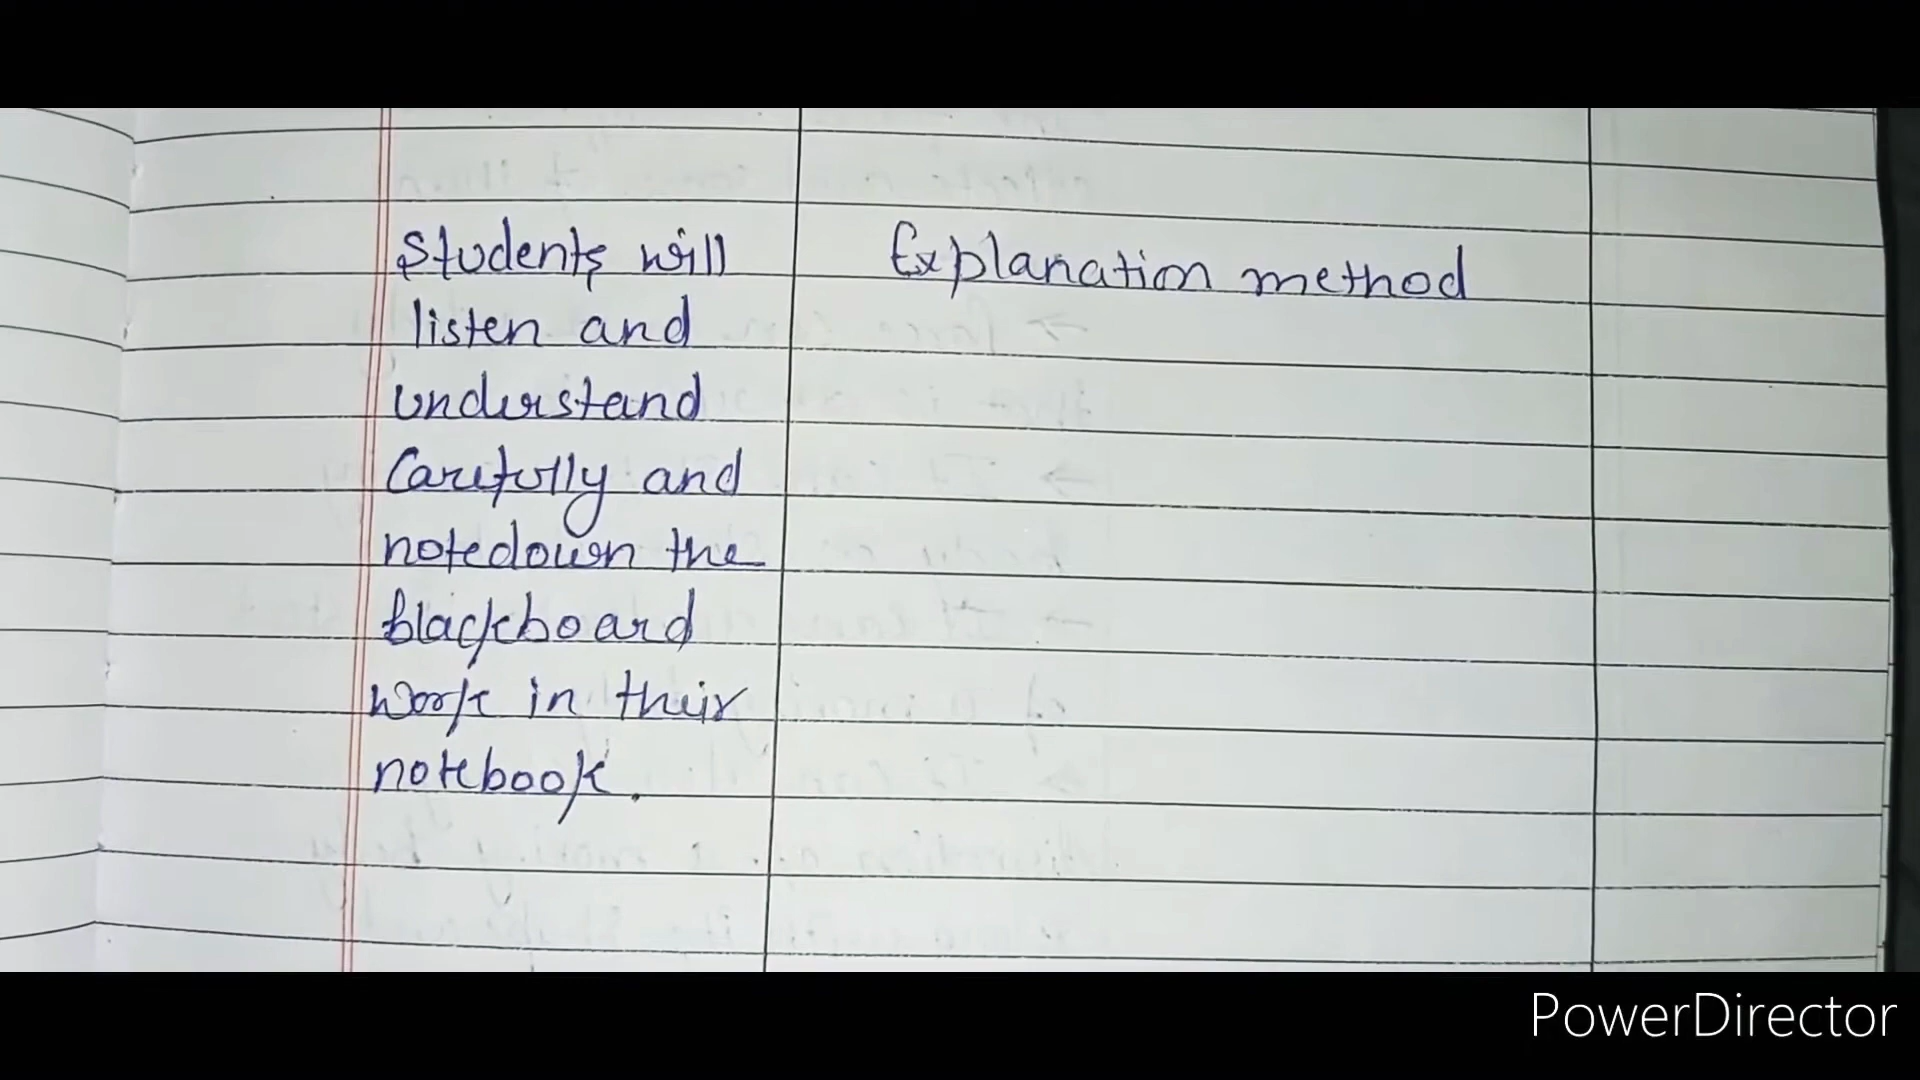 Students will
listen and
understand
Carefully and
notedown the
blackboard
work in their
notebook.
Explanation method
PowerDirector